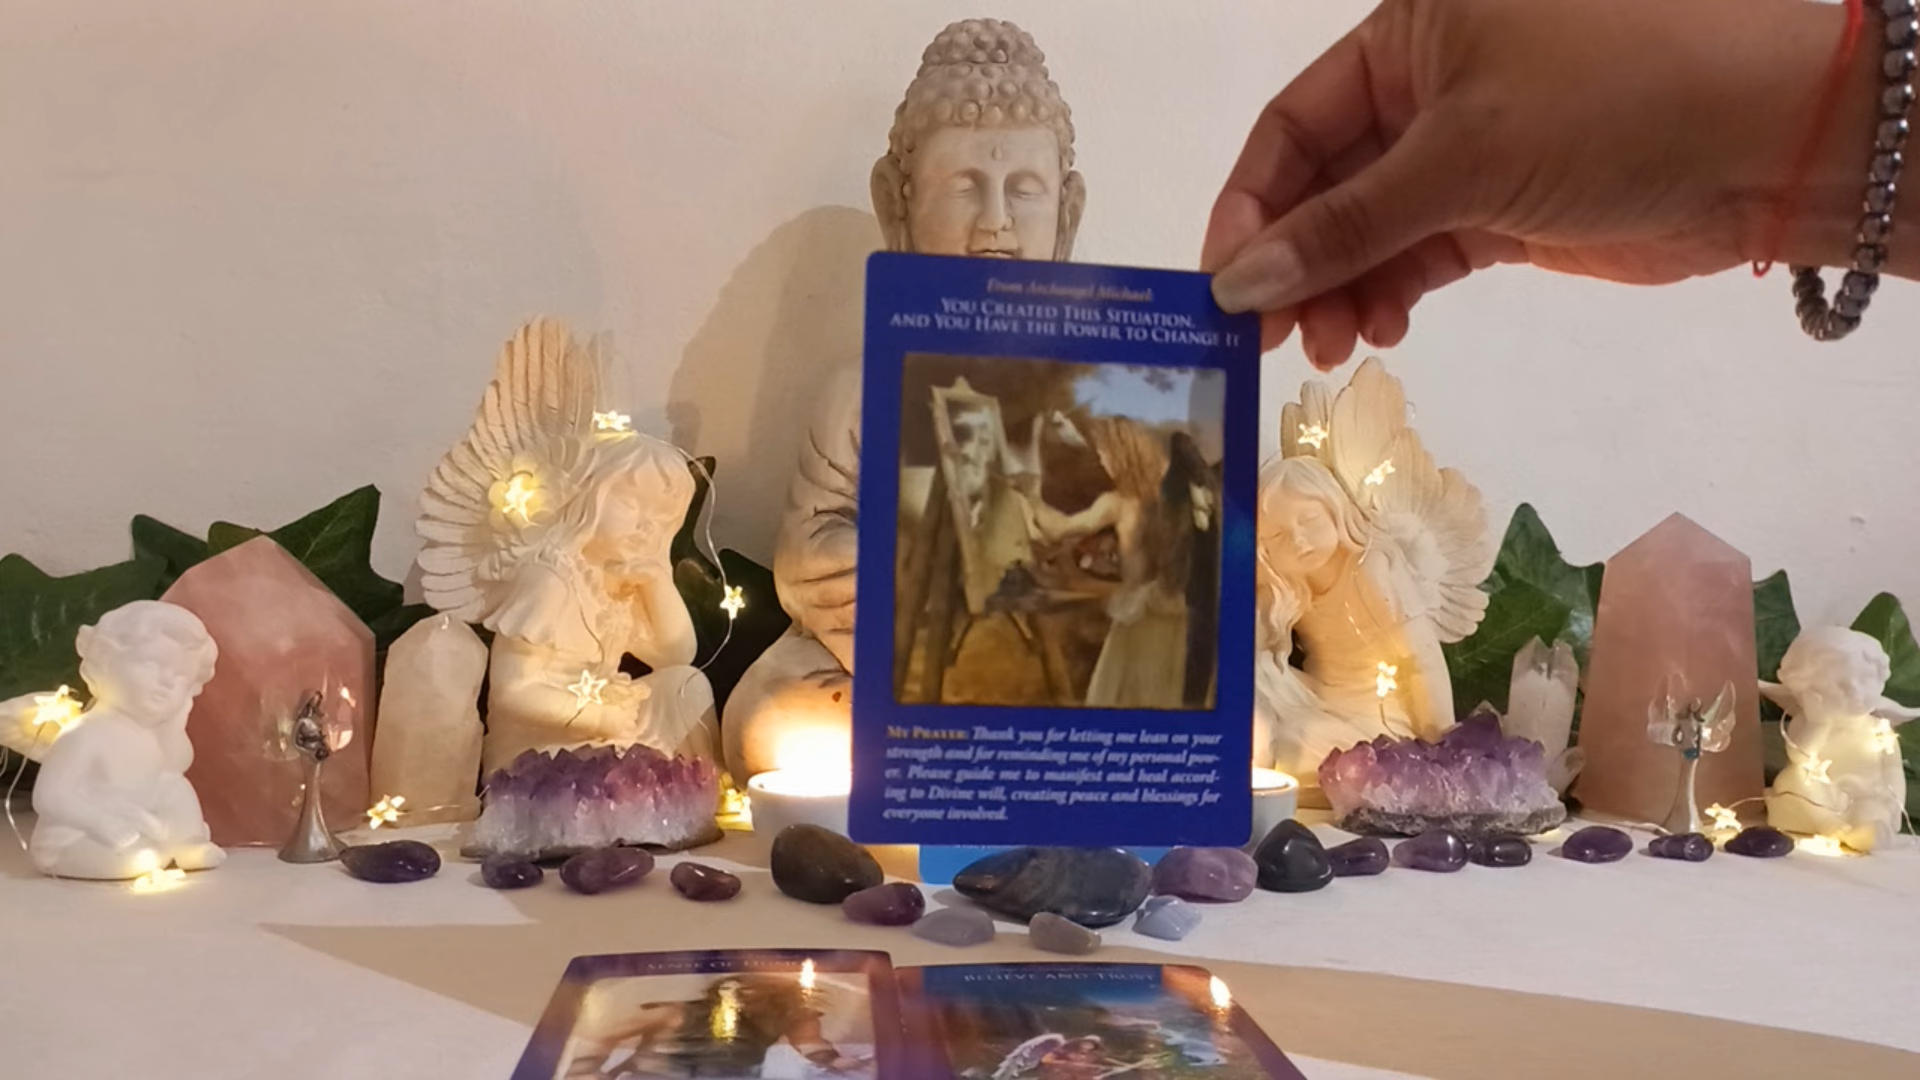 From Archangel Michael:
YOU CREATED THIS SITUATION,
AND YOU HAVE THE POWER TO CHANGE IT
MY PRAYER: Thank you for letting me lean on your
strength and for reminding me of my personal pow-
er. Please guide me to manifest and heal accord-
ing to Divine will, creating peace and blessings for
everyone involved.
SENSE OF HUMO
BELIEVE AND TRUST